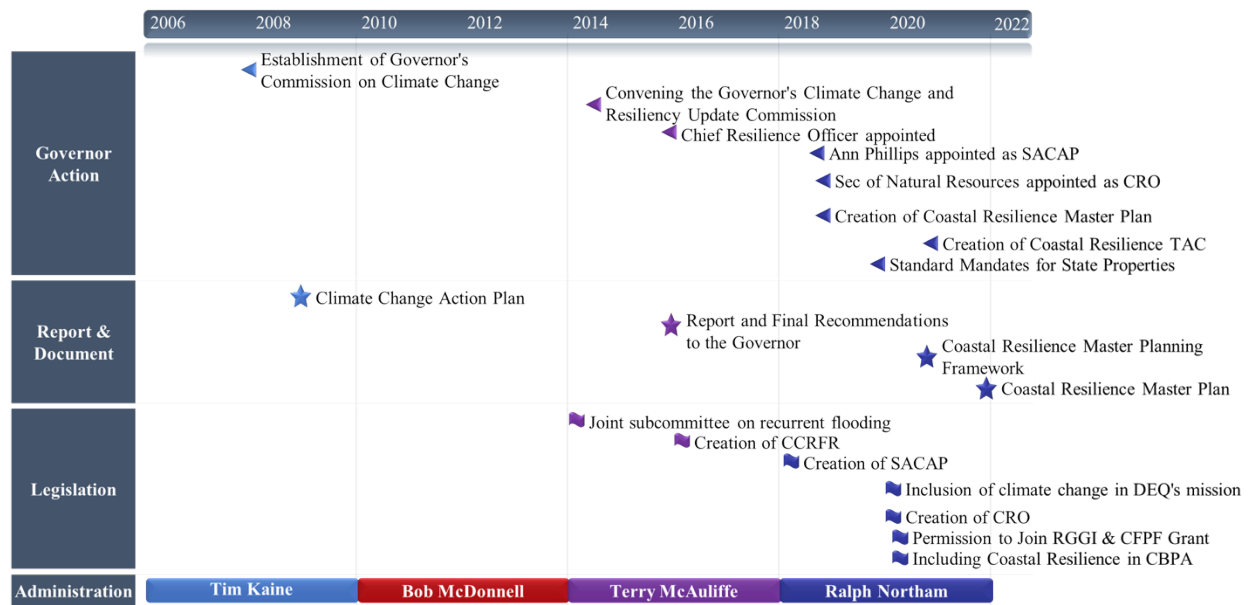 2006 2008 2010 2012 2014 2016 2018 2020 2022
Governor
Action
Establishment of Governor's
Commission on Climate Change
Convening the Governor's Climate Change and
Resiliency Update Commission
Chief Resilience Officer appointed
Ann Phillips appointed as SACAP
Sec of Natural Resources appointed as CRO
Creation of Coastal Resilience Master Plan
Creation of Coastal Resilience TAC
Standard Mandates for State Properties
Report &
Document
Climate Change Action Plan
Report and Final Recommendations
to the Governor
Coastal Resilience Master Planning
Framework
Coastal Resilience Master Plan
Legislation
Joint subcommittee on recurrent flooding
Creation of CCRFR
Creation of SACAP
Inclusion of climate change in DEQ's mission
Creation of CRO
Permission to Join RGGI & CFPF Grant
Including Coastal Resilience in CBPA
Administration
Tim Kaine
Bob McDonnell
Terry McAuliffe
Ralph Northam